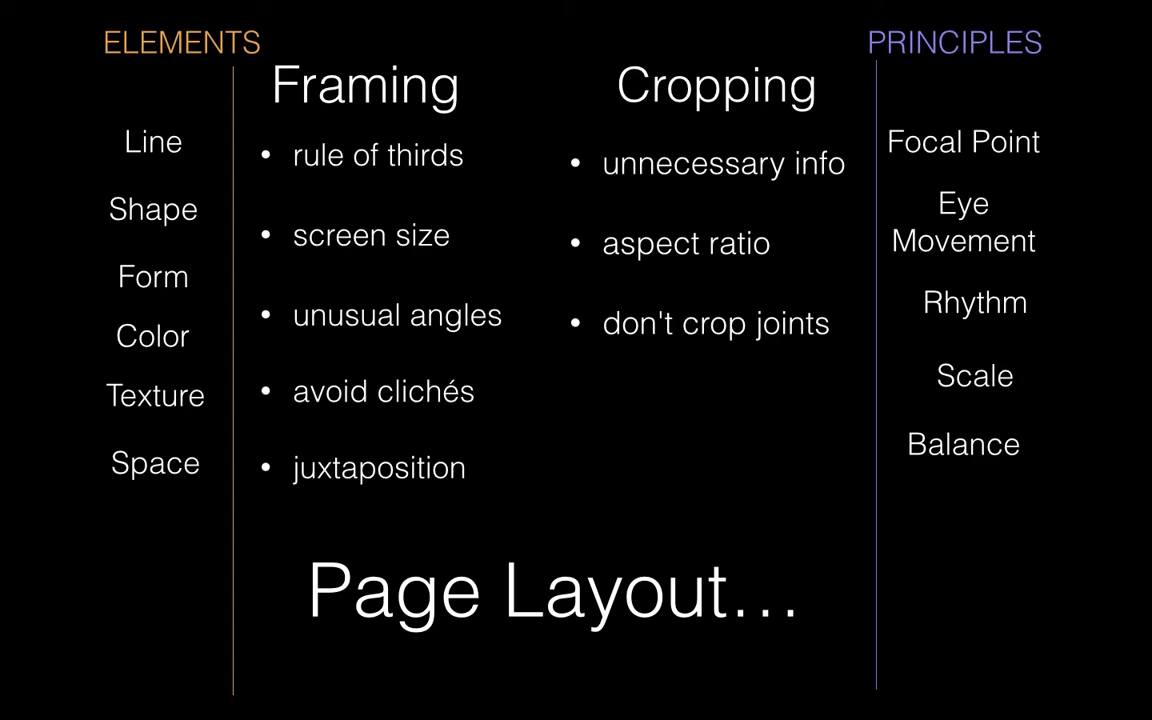 ELEMENTS
Line
Shape
Form
Color
Texture
Space
Framing
• rule of thirds
• screen size
• unusual angles
• avoid clichés
• juxtaposition
Cropping
• unnecessary info
• aspect ratio
• don't crop joints
PRINCIPLES
Focal Point
Eye
Movement
Rhythm
Scale
Balance
Page Layout...